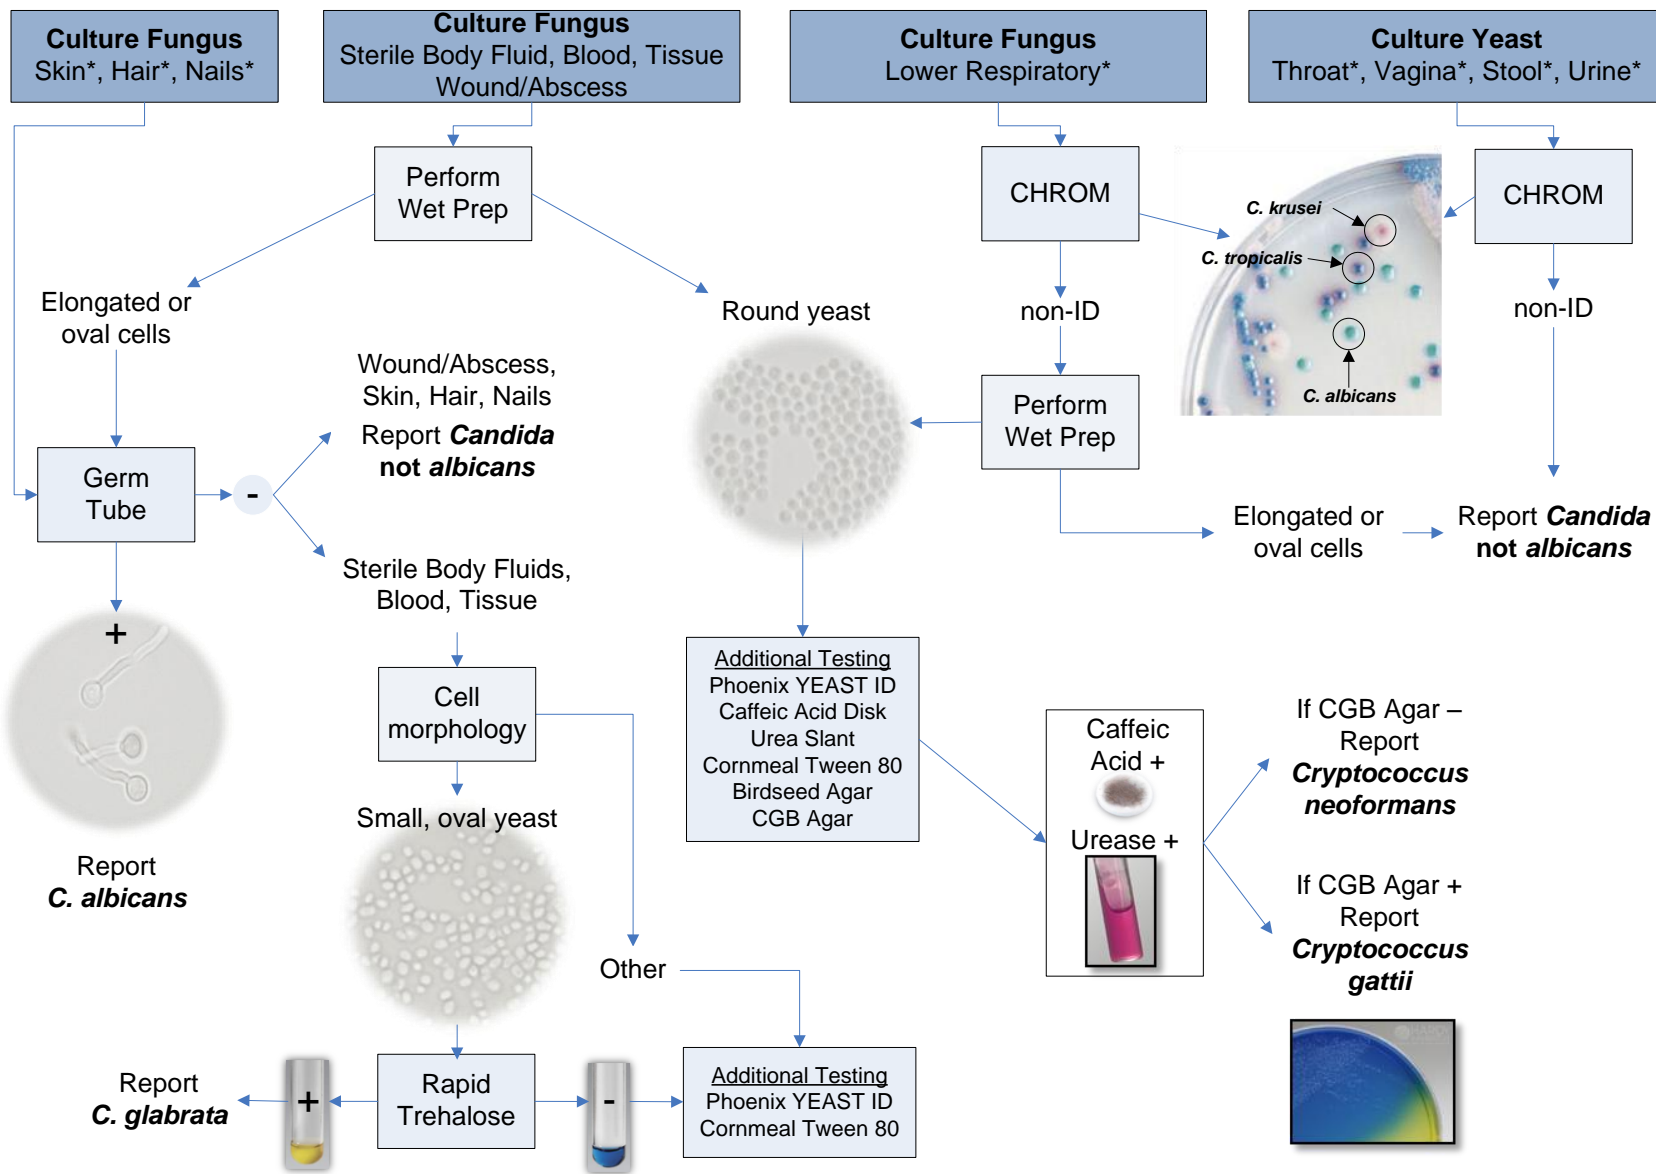 Culture Fungus
Skin*, Hair*, Nails*
Culture Fungus
Sterile Body Fluid, Blood, Tissue
Wound/Abscess
Culture Fungus
Lower Respiratory*
Culture Yeast
Throat*, Vagina*, Stool*, Urine*
Perform
Wet Prep
CHROM
C. krusei
C. tropicalis
C. albicans
CHROM
Elongated or
oval cells
Round yeast
non-ID
non-ID
Wound/Abscess,
Skin, Hair, Nails
Report Candida
not albicans
Perform
Wet Prep
Germ
Tube
-
Elongated or
oval cells
Report Candida
not albicans
Sterile Body Fluids,
Blood, Tissue
+
Report
C. albicans
Cell
morphology
Additional Testing
Phoenix YEAST ID
Caffeic Acid Disk
Urea Slant
Cornmeal Tween 80
Birdseed Agar
CGB Agar
Caffeic
Acid +
Urease +
If CGB Agar –
Report
Cryptococcus
neoformans
If CGB Agar +
Report
Cryptococcus
gattii
Small, oval yeast
Other
Report
C. glabrata
+
Rapid
Trehalose
-
Additional Testing
Phoenix YEAST ID
Cornmeal Tween 80